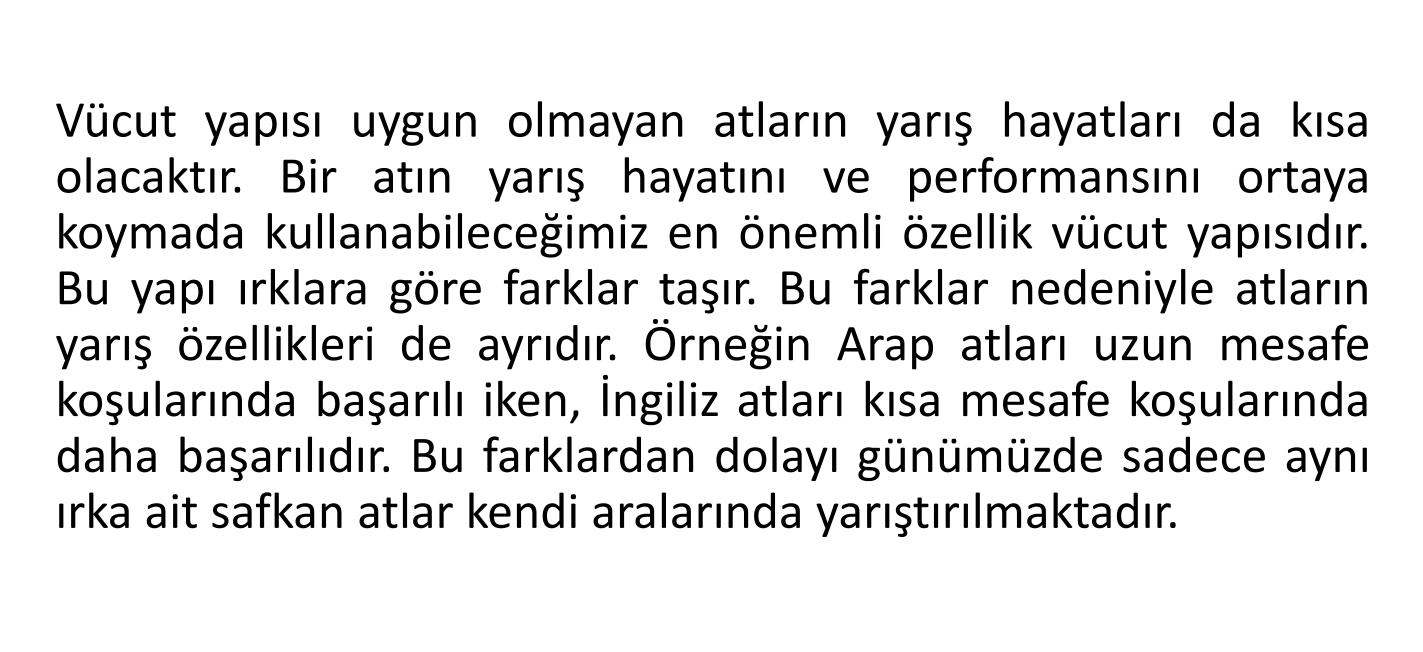 Vücut yapısı uygun olmayan atların yarış hayatları da kısa
olacaktır. Bir atın yarış hayatını ve performansını ortaya
koymada kullanabileceğimiz en önemli özellik vücut yapısıdır.
Bu yapı ırklara göre farklar taşır. Bu farklar nedeniyle atların
yarış özellikleri de ayrıdır. Örneğin Arap atları uzun mesafe
koşularında başarılı iken, İngiliz atları kısa mesafe koşularında
daha başarılıdır. Bu farklardan dolayı günümüzde sadece aynı
ırka ait safkan atlar kendi aralarında yarıştırılmaktadır.